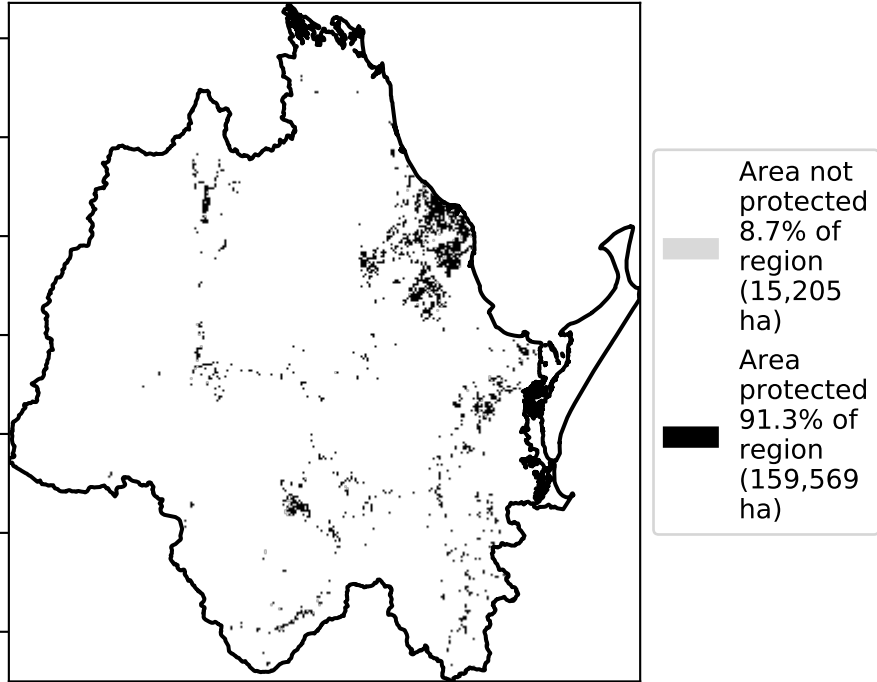 Area not
protected
8.7% of
region
(15,205
ha)
Area
protected
91.3% of
region
(159,569
ha)